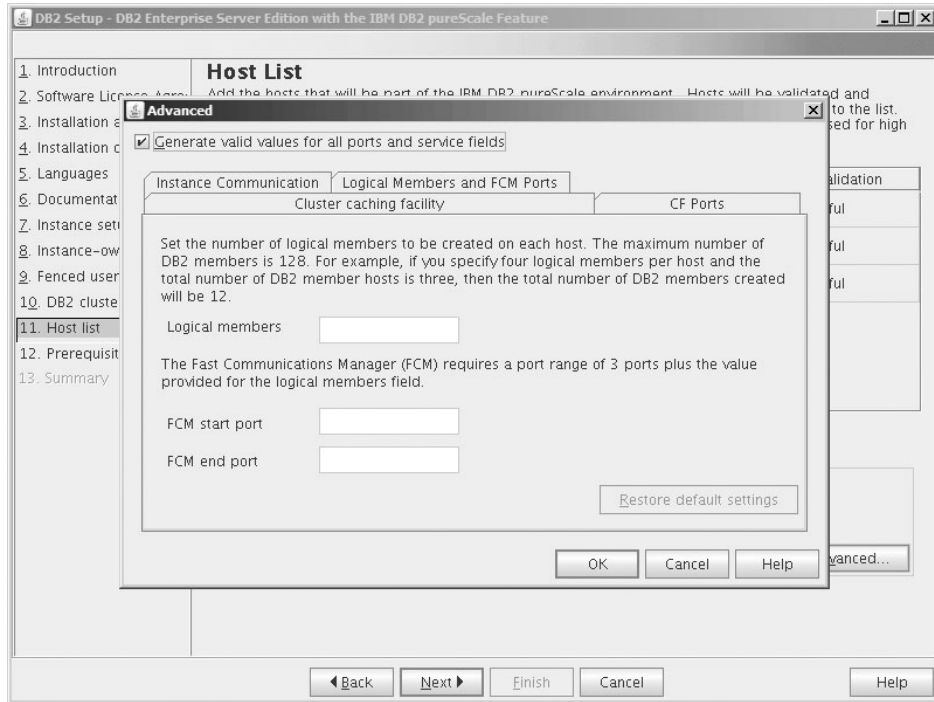 DB2 Setup - DB2 Enterprise Server Edition with the IBM DB2 pureScale Feature
1. Introduction
2. Software Licence Agre
3. Installation a
4. Installation c
5. Languages
6. Documentat
7. Instance setu
8. Instance-ow
9. Fenced user
10. DB2 cluste
11. Host list
12. Prerequisit
13. Summary
Host List
Add the hosts that will be part of the IBM DB2 pureScale environment. Hosts will be validated and
to the list.
sed for high
alidation
ful
ful
ful
Advanced
Generate valid values for all ports and service fields
Instance Communication Logical Members and FCM Ports
Cluster caching facility CF Ports
Set the number of logical members to be created on each host. The maximum number of
DB2 members is 128. For example, if you specify four logical members per host and the
total number of DB2 member hosts is three, then the total number of DB2 members created
will be 12.
Logical members
The Fast Communications Manager (FCM) requires a port range of 3 ports plus the value
provided for the logical members field.
FCM start port
FCM end port
Restore default settings
OK Cancel Help
vanced...
Back Next Finish Cancel Help